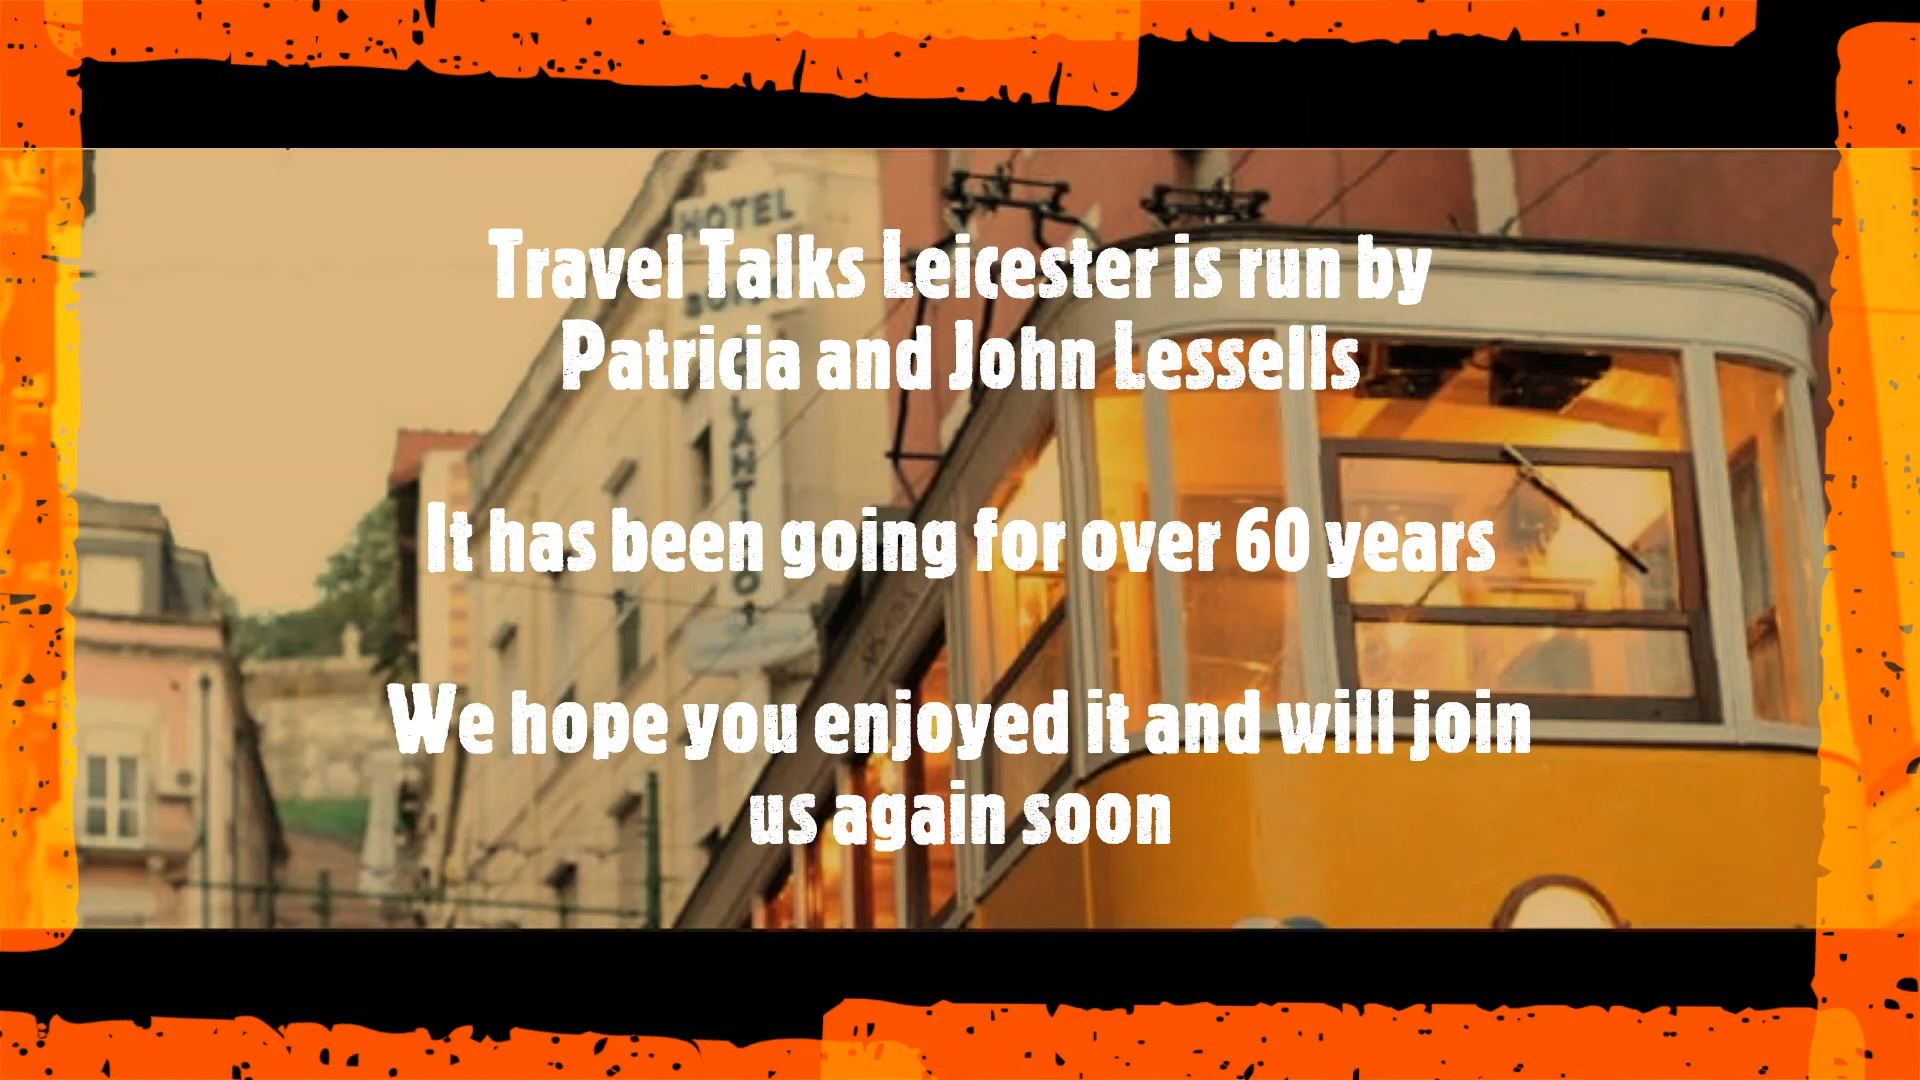 HOTEL
Travel Talks Leicester is run by
Patricia and John Lessells
It has been going for over 60 years
We hope you enjoyed it and will join
us again soon